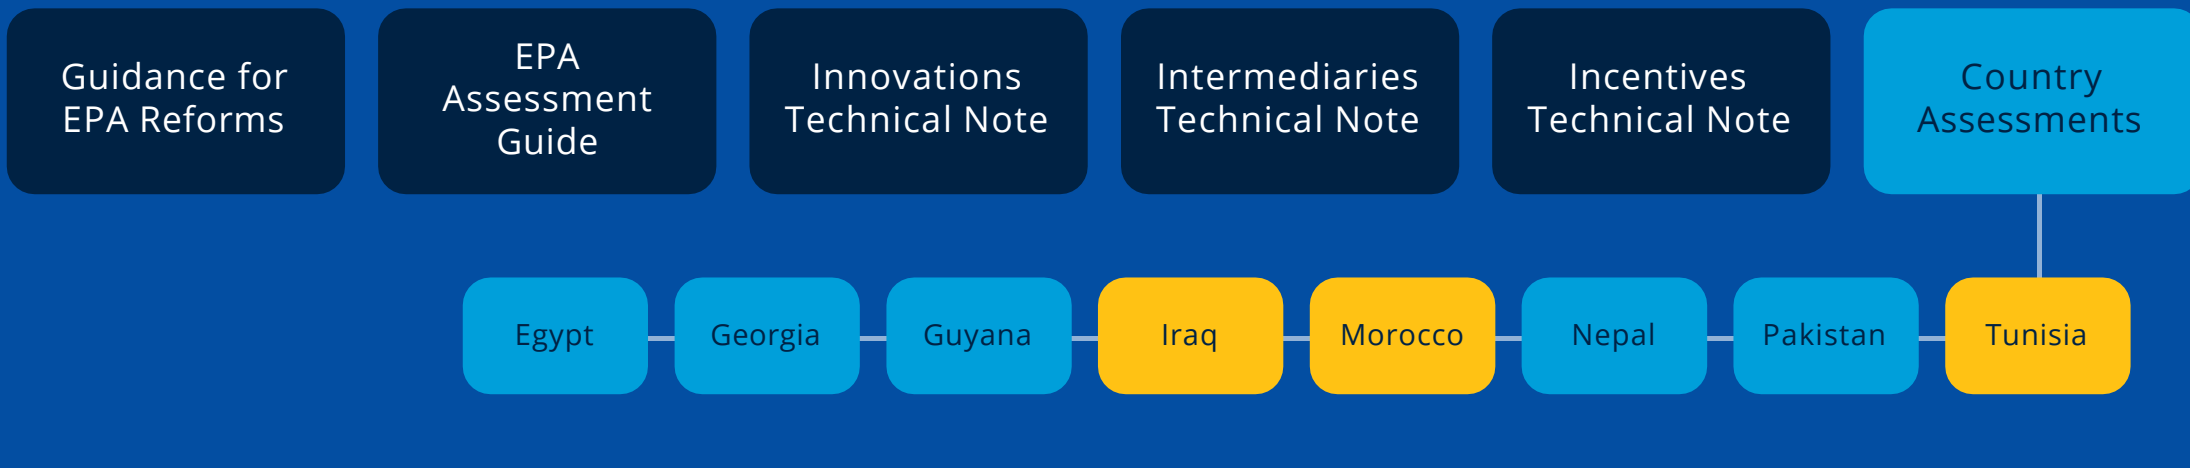 Guidance for
EPA Reforms
EPA
Assessment
Guide
Innovations
Technical Note
Intermediaries
Technical Note
Incentives
Technical Note
Country
Assessments
Egypt
Georgia
Guyana
Iraq
Morocco
Nepal
Pakistan
Tunisia